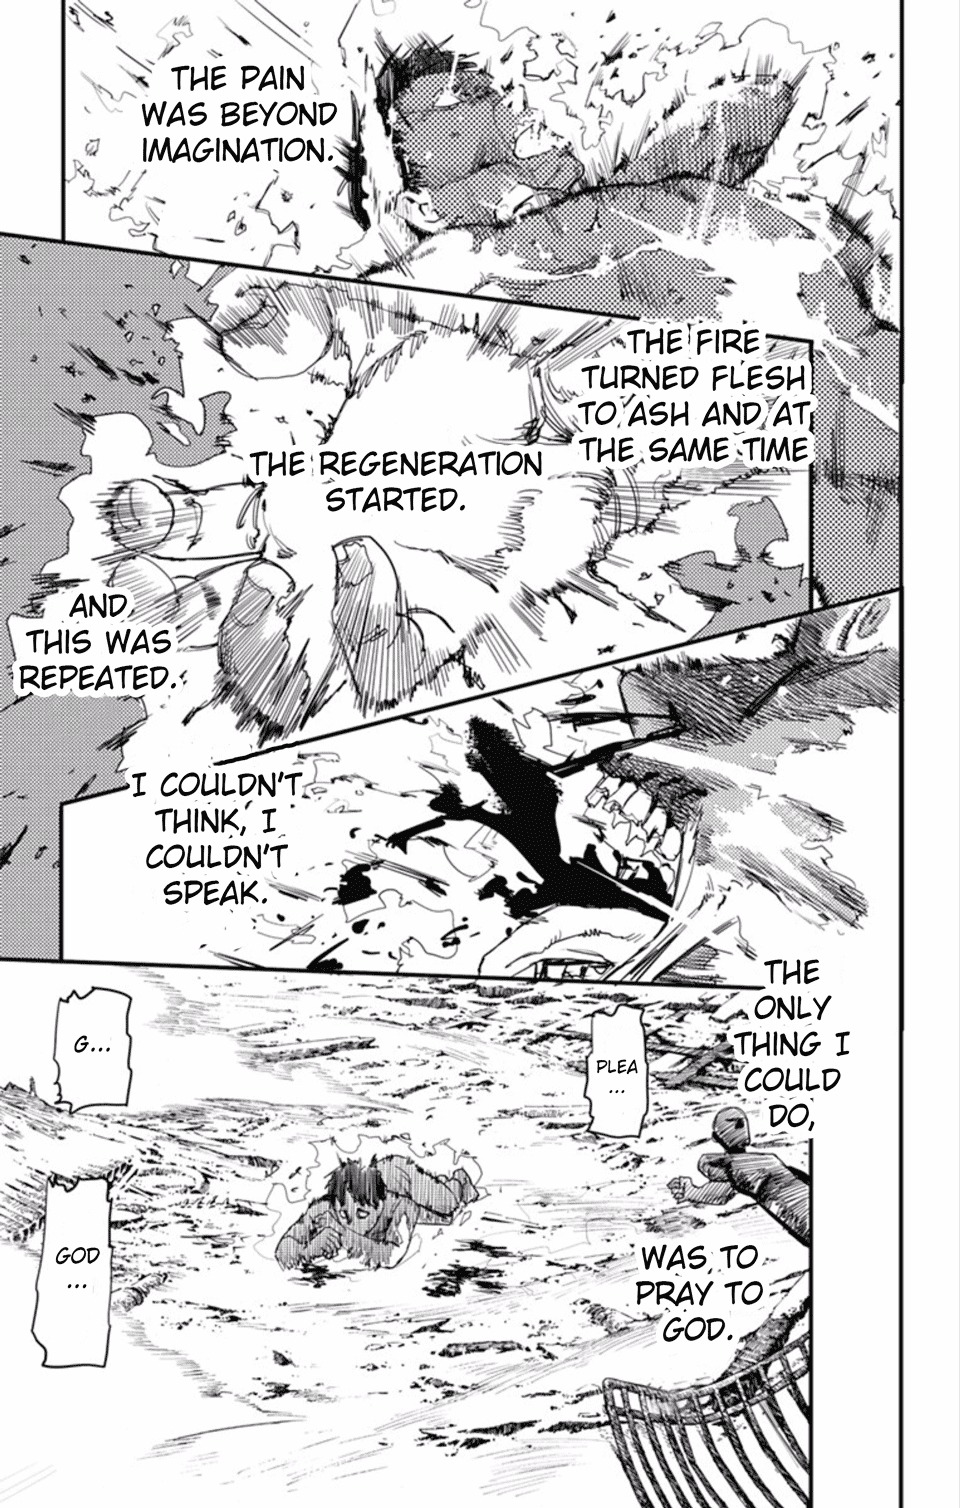 THE PAIN
WAS BEYOND
IMAGINATION.
THE FIRE
TURNED FLESH
TO ASH AND AT
THE SAME TIME
THE REGENERATION
STARTED.
AND
THIS WAS
REPEATED.
I COULDN'T
THINK, I
COULDN'T
SPEAK.
THE
ONLY
THING I
COULD
DO,
PLEA
...
G...
WAS TO
PRAY TO
GOD.
GOD
...